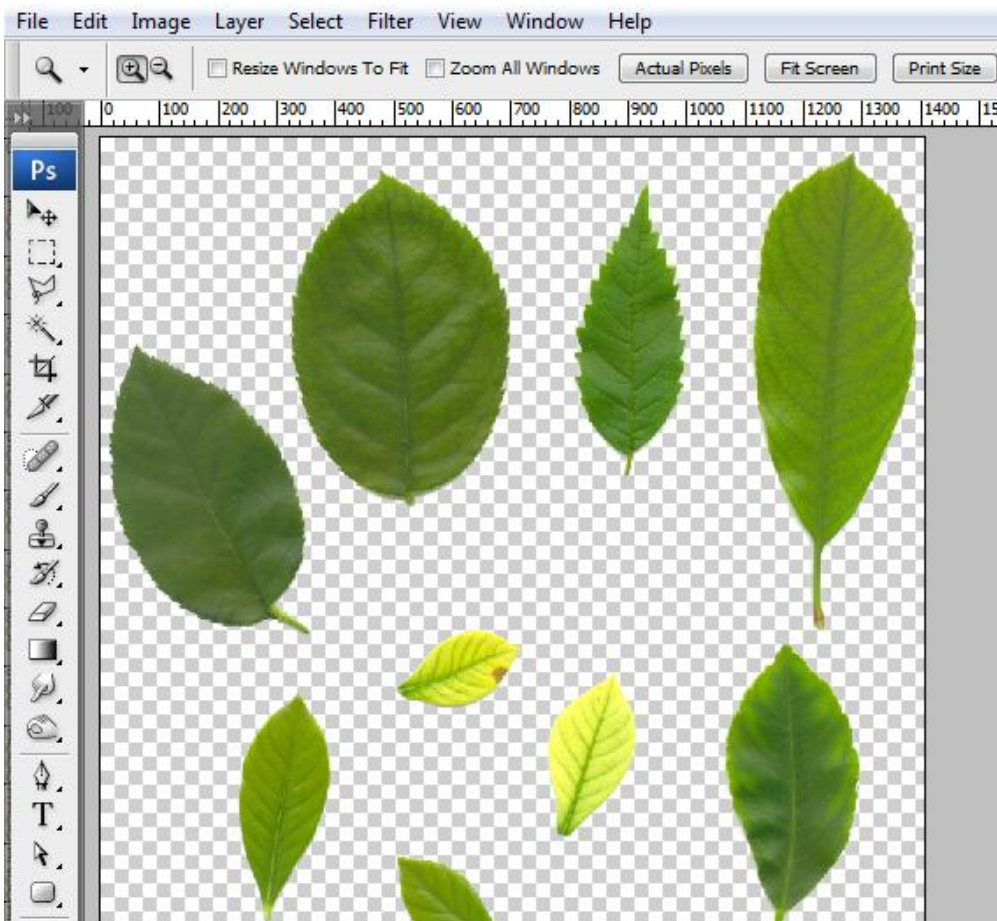 File Edit Image Layer Select Filter View Window Help
Resize Windows To Fit Zoom All Windows Actual Pixels Fit Screen Print Size
100 0 100 200 300 400 500 600 700 800 900 1000 1100 1200 1300 1400 15
Ps
T